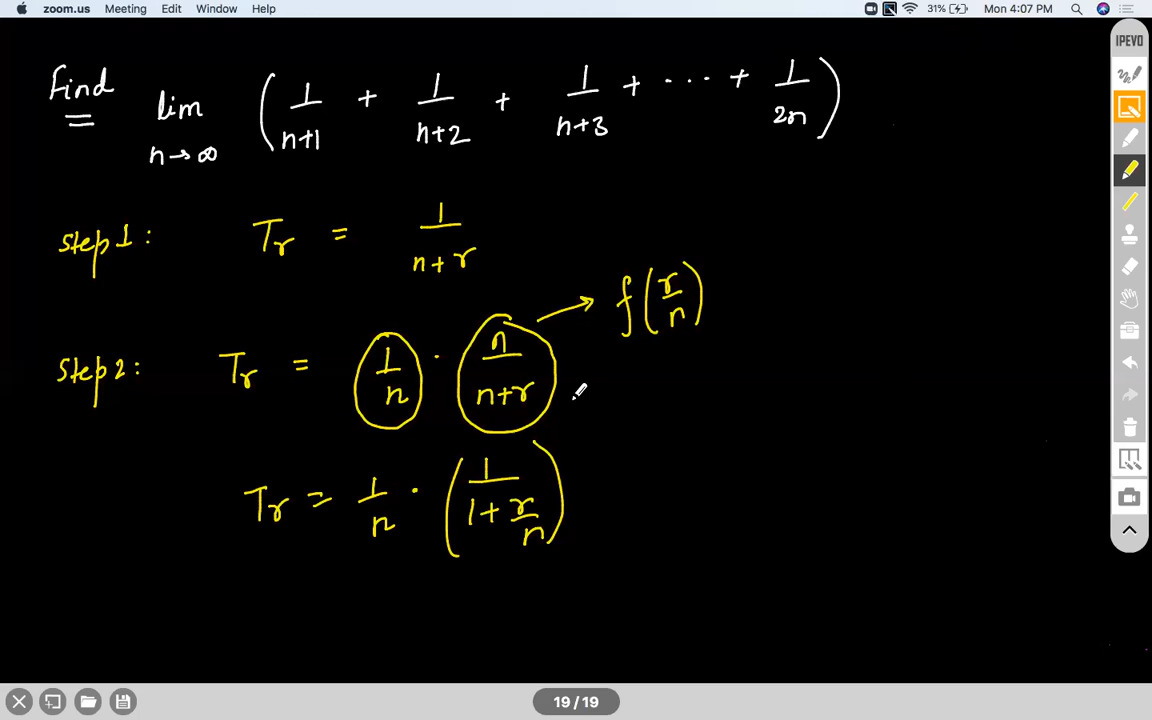 zoom.us Meeting Edit Window Help 31% Mon 4:07 PM
IPEVO
Find lim n→∞ (1/(n+1) + 1/(n+2) + 1/(n+3) + ... + 1/2n)
Step 1: Tr = 1/(n+r)
f(r/n)
Step 2: Tr = 1/n · n/(n+r)
Tr = 1/n · (1/(1+r/n))
19 / 19